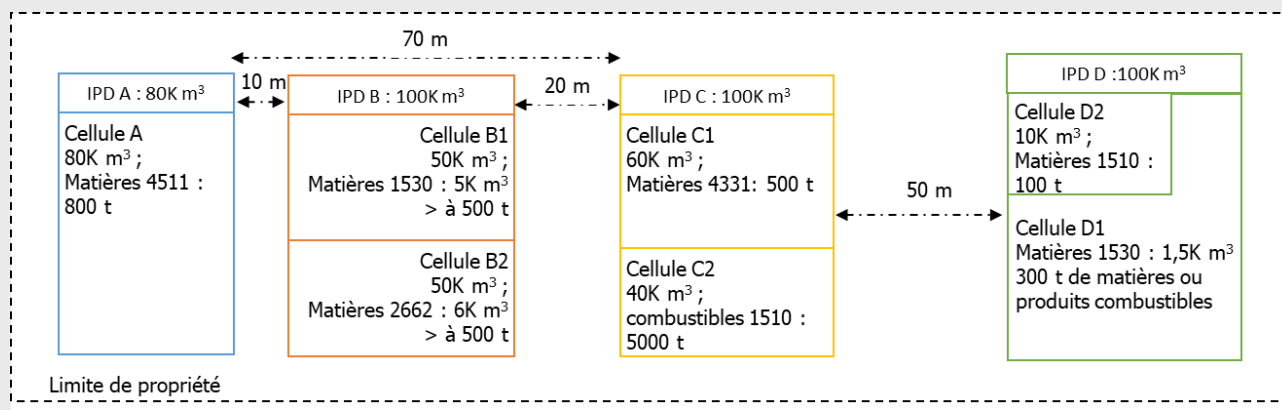 70 m
IPD A : 80K m³
10 m
IPD B : 100K m³
20 m
IPD C : 100K m³
IPD D :100K m³
Cellule A
80K m³ ;
Matières 4511 :
800 t
Cellule B1
50K m³ ;
Matières 1530 : 5K m³
> à 500 t
Cellule B2
50K m³ ;
Matières 2662 : 6K m³
> à 500 t
Cellule C1
60K m³ ;
Matières 4331: 500 t
Cellule C2
40K m³ ;
combustibles 1510 :
5000 t
50 m
Cellule D2
10K m³ ;
Matières 1510 :
100 t
Cellule D1
Matières 1530 : 1,5K m³
300 t de matières ou
produits combustibles
Limite de propriété